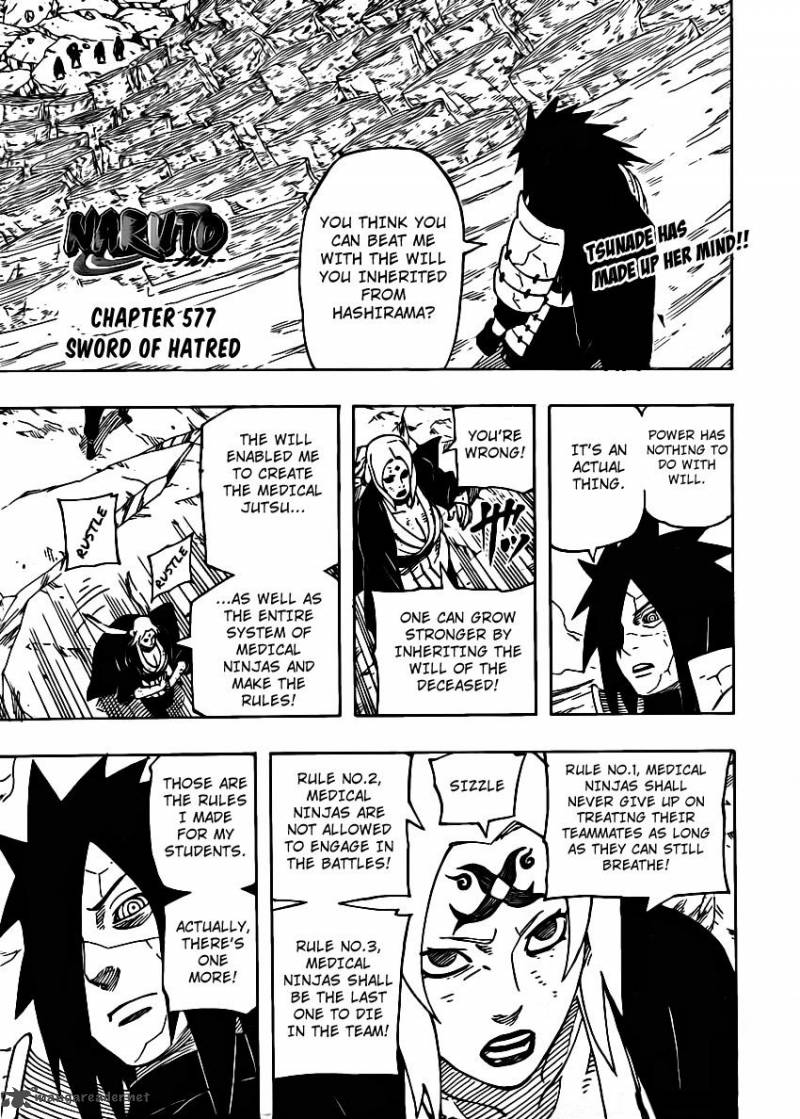 YOU THINK YOU
CAN BEAT ME
WITH THE WILL
YOU INHERITED
FROM
HASHIRAMA?
TSUNADE HAS
MADE UP HER MIND!!
NARUTO
CHAPTER 577
SWORD OF HATRED
POWER HAS
NOTHING TO
DO WITH
WILL.
IT'S AN
ACTUAL
THING.
YOU'RE
WRONG!
ONE CAN GROW
STRONGER BY
INHERITING THE
WILL OF THE
DECEASED!
THE WILL
ENABLED ME
TO CREATE
THE MEDICAL
JUTSU...
RUSTLE
RUSTLE
...AS WELL AS
THE ENTIRE
SYSTEM OF
MEDICAL
NINJAS AND
MAKE THE
RULES!
RULE NO.1, MEDICAL
NINJAS SHALL
NEVER GIVE UP ON
TREATING THEIR
TEAMMATES AS LONG
AS THEY CAN STILL
BREATHE!
SIZZLE
RULE NO.2,
MEDICAL
NINJAS ARE
NOT ALLOWED
TO ENGAGE IN
THE BATTLES!
RULE NO.3,
MEDICAL
NINJAS SHALL
BE THE LAST
ONE TO DIE
IN THE TEAM!
THOSE ARE
THE RULES
I MADE
FOR MY
STUDENTS.
ACTUALLY,
THERE'S
ONE
MORE!
mangareader.net